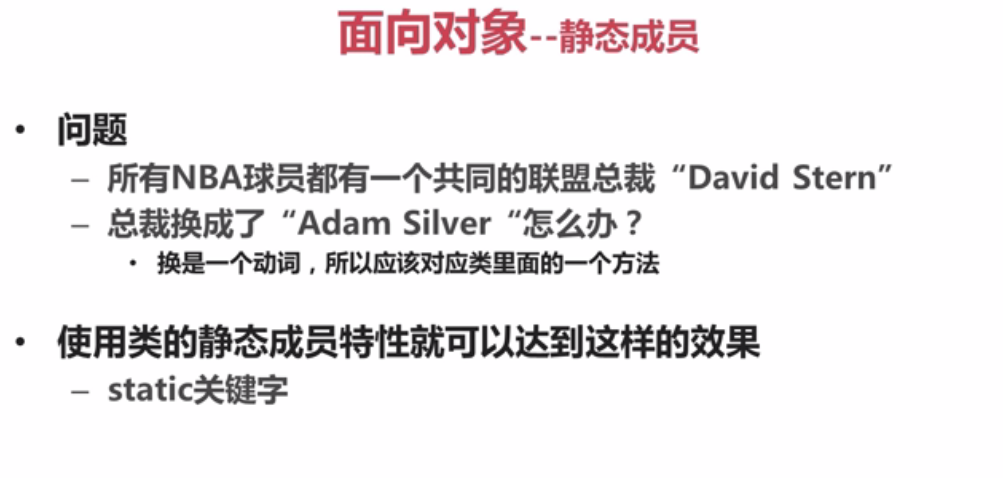 面向对象--静态成员
• 问题
– 所有NBA球员都有一个共同的联盟总裁“David Stern”
– 总裁换成了“Adam Silver“怎么办？
• 换是一个动词，所以应该对应类里面的一个方法
• 使用类的静态成员特性就可以达到这样的效果
– static关键字